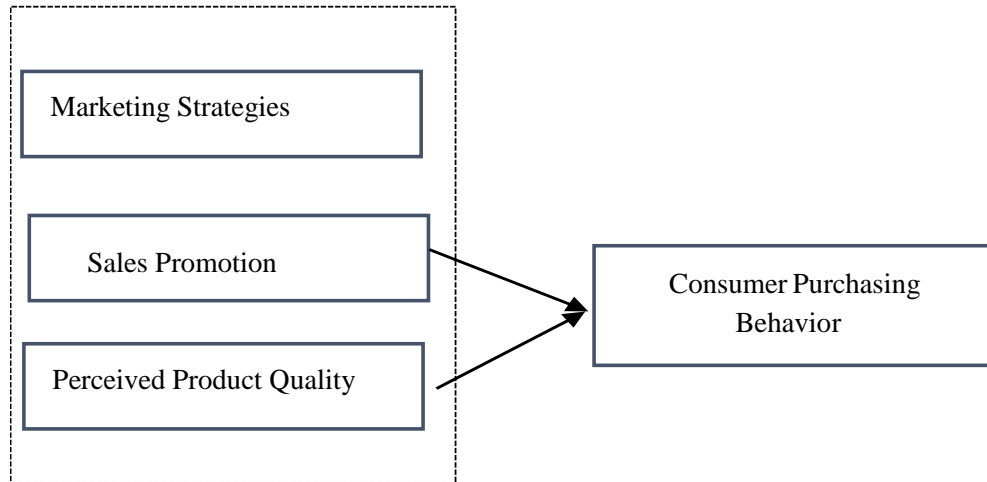 Marketing Strategies
Sales Promotion
Perceived Product Quality
Consumer Purchasing
Behavior